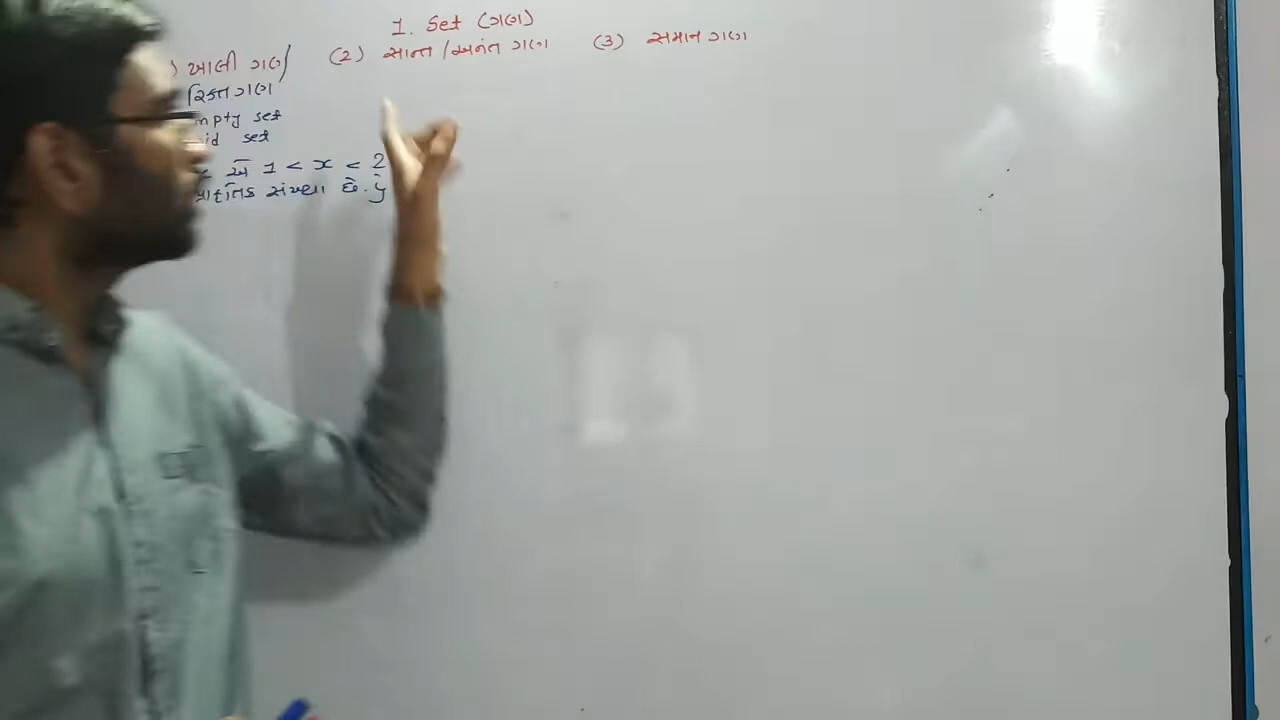 1. Set (ગણ)
) ખાલી ગણ/ (2) સાન્ત /અનંત ગણ (3) સમાન ગણ
રિક્ત ગણ
mpty set
id set
એ 1 < x < 2
સંખ્યા છે. }